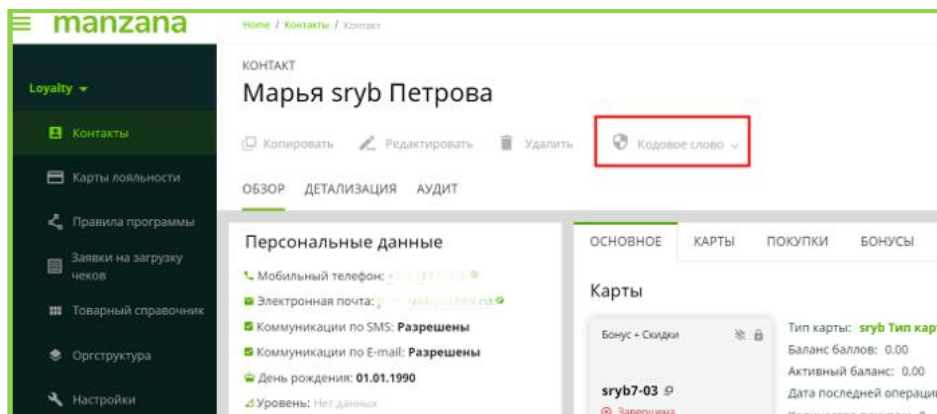 manzana
Home / Контакты / Контакт
КОНТАКТ
Марья sryb Петрова
Loyalty
Контакты
Карты лояльности
Правила программы
Заявки на загрузку
чеков
Товарный справочник
Оргструктура
Настройки
Копировать
Редактировать
Удалить
Кодовое слово
ОБЗОР
ДЕТАЛИЗАЦИЯ
АУДИТ
Персональные данные
Мобильный телефон:
Электронная почта:
Коммуникации по SMS: Разрешены
Коммуникации по E-mail: Разрешены
День рождения: 01.01.1990
Уровень: Нет данных
ОСНОВНОЕ
КАРТЫ
ПОКУПКИ
БОНУСЫ
Карты
Бонус + Скидки
sryb7-03
Завершена
Тип карты: sryb Тип кар
Баланс баллов: 0.00
Активный баланс: 0.00
Дата последней операции